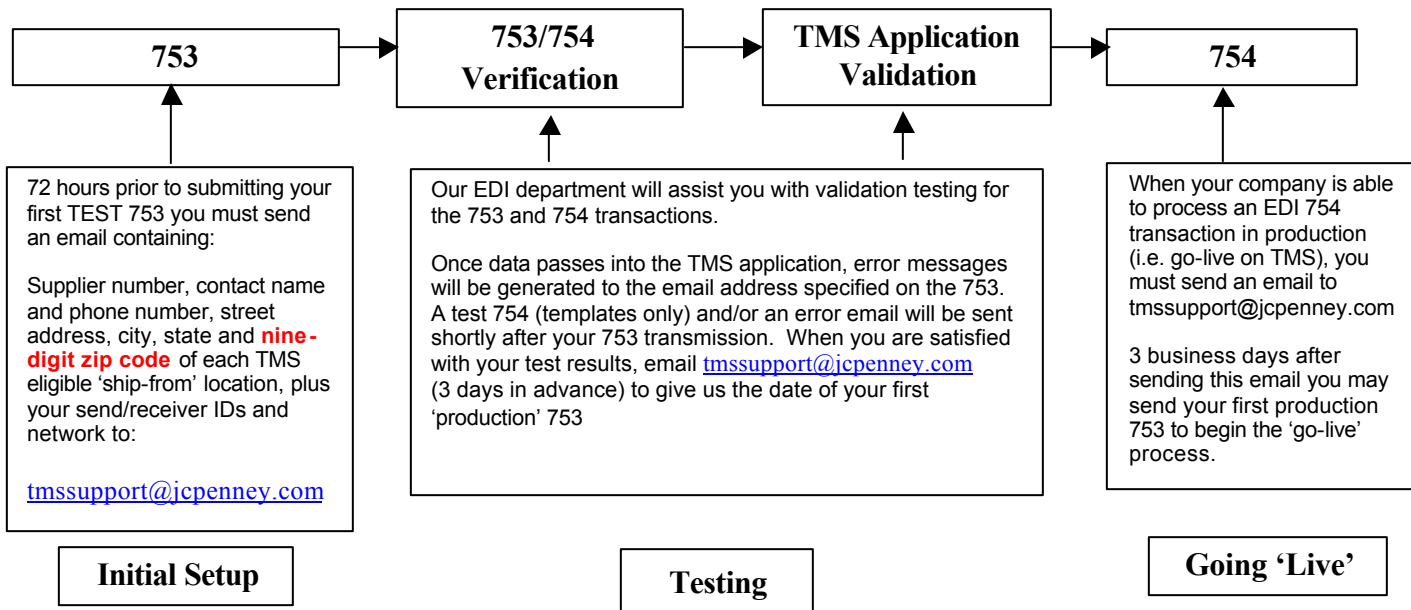 753
753/754
Verification
TMS Application
Validation
754
72 hours prior to submitting your
first TEST 753 you must send
an email containing:
Supplier number, contact name
and phone number, street
address, city, state and nine-
digit zip code of each TMS
eligible ‘ship-from’ location, plus
your send/receiver IDs and
network to:
tmssupport@jcpenney.com
Our EDI department will assist you with validation testing for
the 753 and 754 transactions.
Once data passes into the TMS application, error messages
will be generated to the email address specified on the 753.
A test 754 (templates only) and/or an error email will be sent
shortly after your 753 transmission.  When you are satisfied
with your test results, email tmssupport@jcpenney.com
(3 days in advance) to give us the date of your first
‘production’ 753
When your company is able
to process an EDI 754
transaction in production
(i.e. go-live on TMS), you
must send an email to
tmssupport@jcpenney.com
3 business days after
sending this email you may
send your first production
753 to begin the ‘go-live’
process.
Initial Setup
Testing
Going ‘Live’